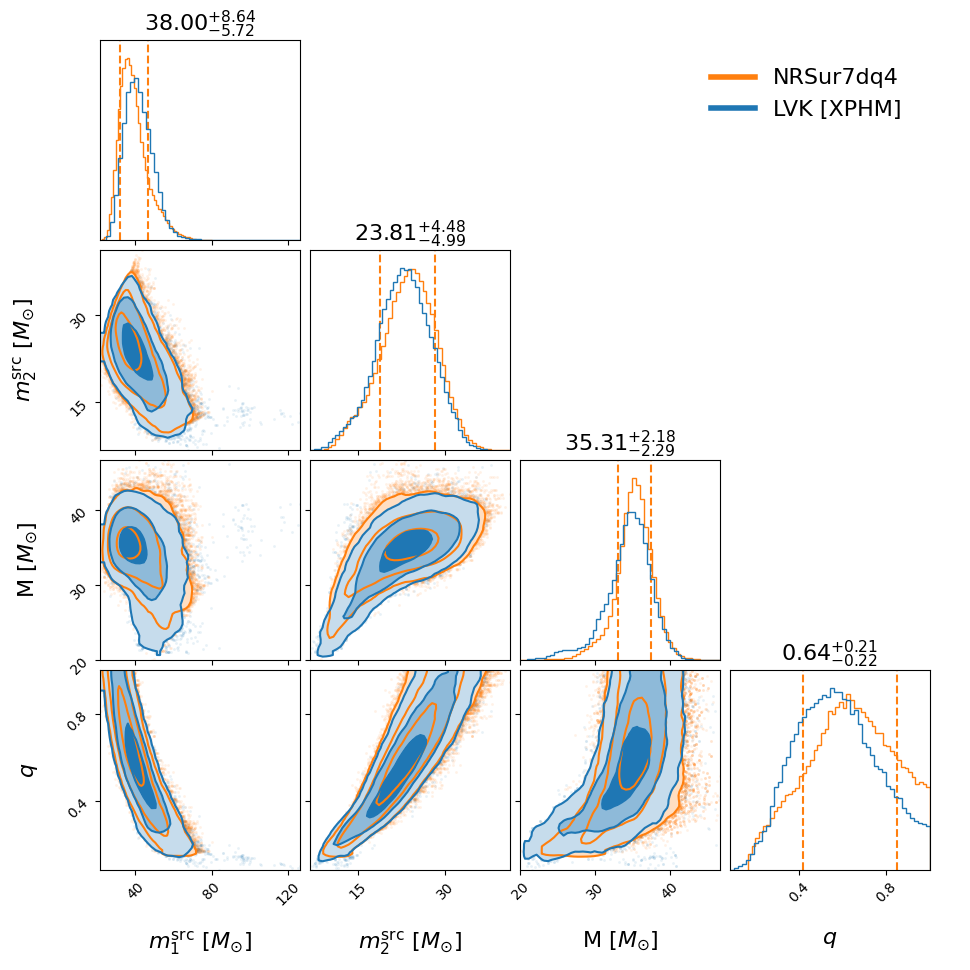 38.00+8.64−5.72
NRSur7dq4
LVK [XPHM]
23.81+4.48−4.99
m2src [M⊙]
30
15
35.31+2.18−2.29
M [M⊙]
40
30
20
0.64+0.21−0.22
q
0.8
0.4
40 80 120
15 30
20 30 40
0.4 0.8
m1src [M⊙]
m2src [M⊙]
M [M⊙]
q